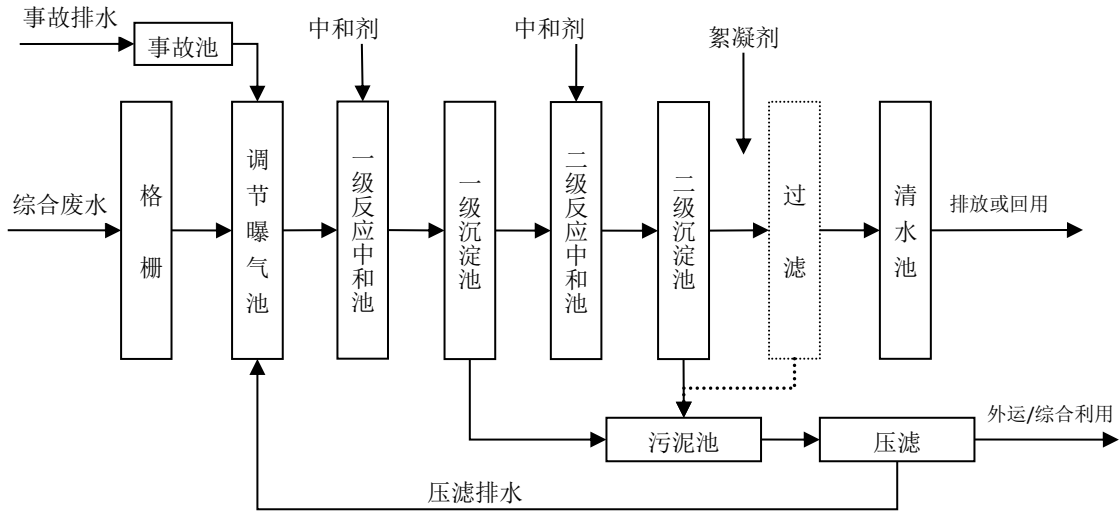 事故排水
事故池
中和剂
中和剂
絮凝剂
综合废水
格栅
调节曝气池
一级反应中和池
一级沉淀池
二级反应中和池
二级沉淀池
过滤
清水池
排放或回用
污泥池
压滤
外运/综合利用
压滤排水